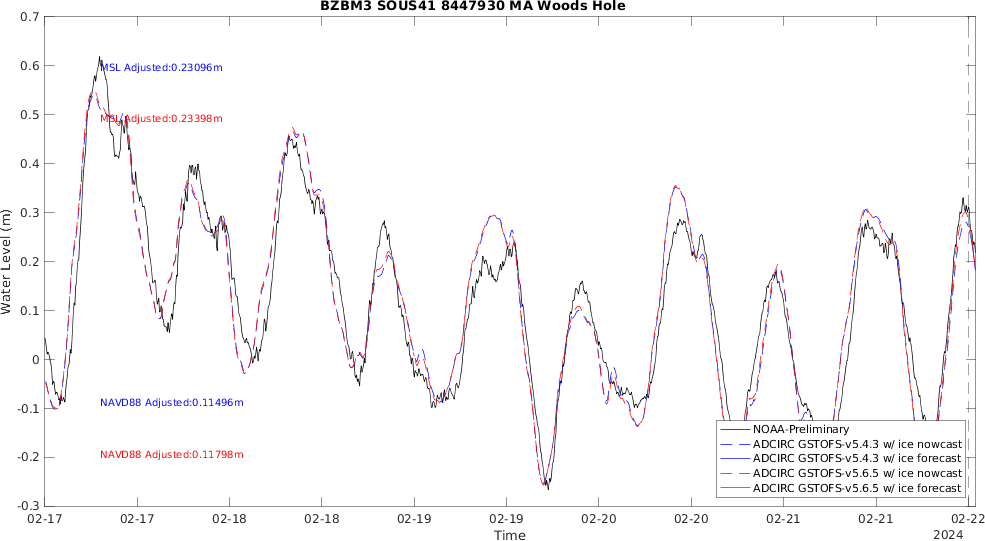 BZBM3 SOUS41 8447930 MA Woods Hole
0.7
0.6
0.5
0.4
0.3
0.2
0.1
0
-0.1
-0.2
-0.3
Water Level (m)
MSL Adjusted:0.23096m
MSL Adjusted:0.23398m
NAVD88 Adjusted:0.11496m
NAVD88 Adjusted:0.11798m
NOAA-Preliminary
ADCIRC GSTOFS-v5.4.3 w/ ice nowcast
ADCIRC GSTOFS-v5.4.3 w/ ice forecast
ADCIRC GSTOFS-v5.6.5 w/ ice nowcast
ADCIRC GSTOFS-v5.6.5 w/ ice forecast
02-17 02-17 02-18 02-18 02-19 02-19 02-20 02-20 02-21 02-21 02-22
2024
Time